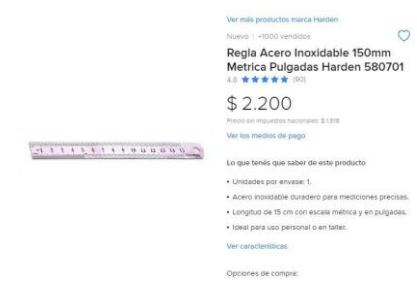 Ver más productos marca Harden
Nuevo | +1000 vendidos
Regla Acero Inoxidable 150mm
Metrica Pulgadas Harden 580701
4.8 (90)
$ 2.200
Precio sin impuestos nacionales: $ 1.818
Ver los medios de pago
Lo que tenés que saber de este producto
• Unidades por envase: 1.
• Acero inoxidable duradero para mediciones precisas.
• Longitud de 15 cm con escala métrica y en pulgadas.
• Ideal para uso personal o en taller.
Ver características
Opciones de compra: